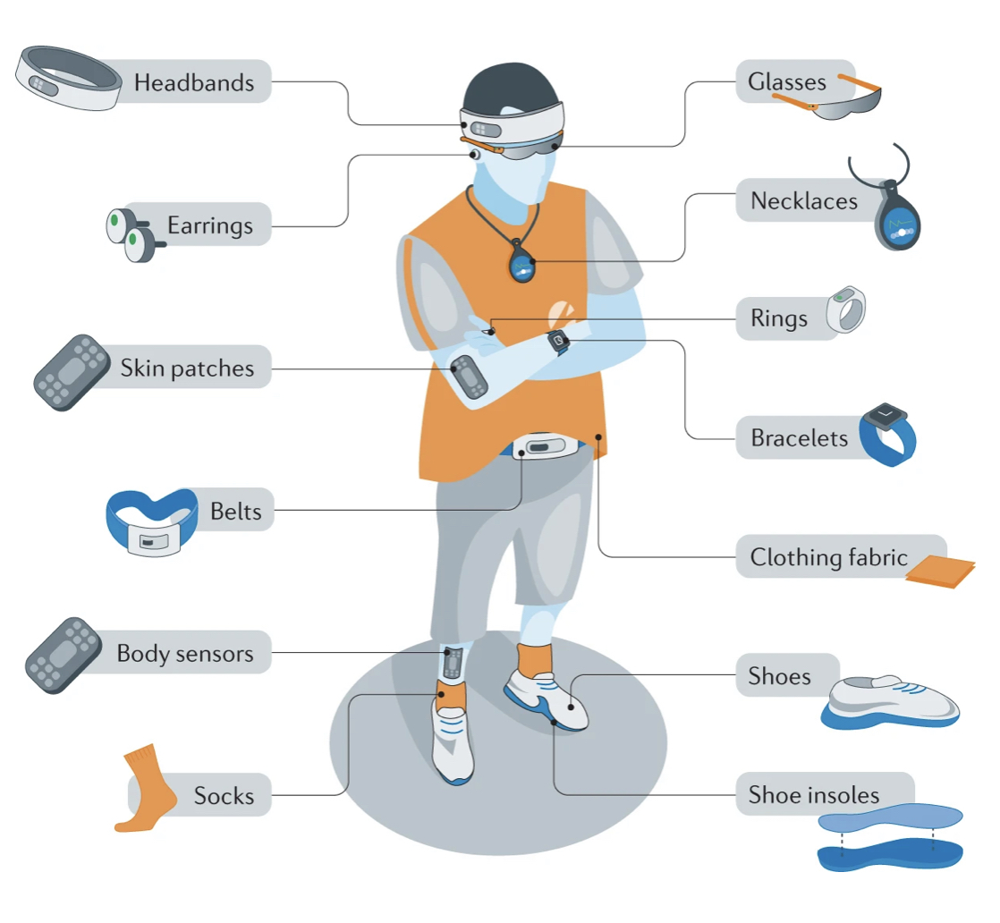 Headbands
Glasses
Earrings
Necklaces
Rings
Skin patches
Bracelets
Belts
Clothing fabric
Body sensors
Shoes
Socks
Shoe insoles